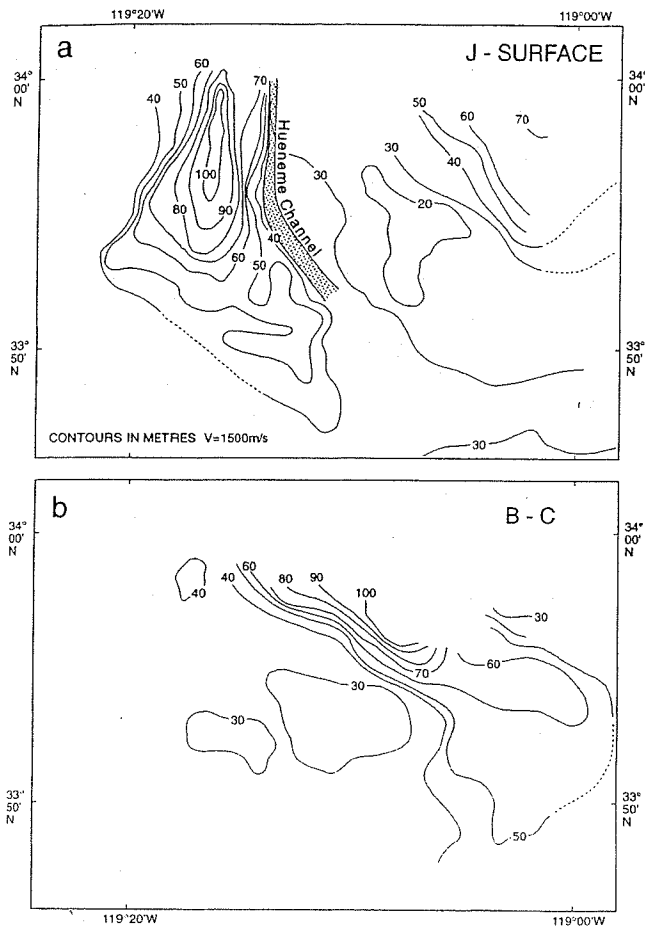 119°20'W 119°00'W
a J - SURFACE
34° 00' N
34° 00' N
33° 50' N
33° 50' N
40 50 60 70
100
80 90
60 50 40
Hueneme Channel
30
20
30 40
50 60 70
30
CONTOURS IN METRES V=1500m/s
b B - C
34° 00' N
34° 00' N
33" 50' N
33° 50' N
40
40 60 80 90 100
70
60
30
30
30
50
119°20'W 119°00'W